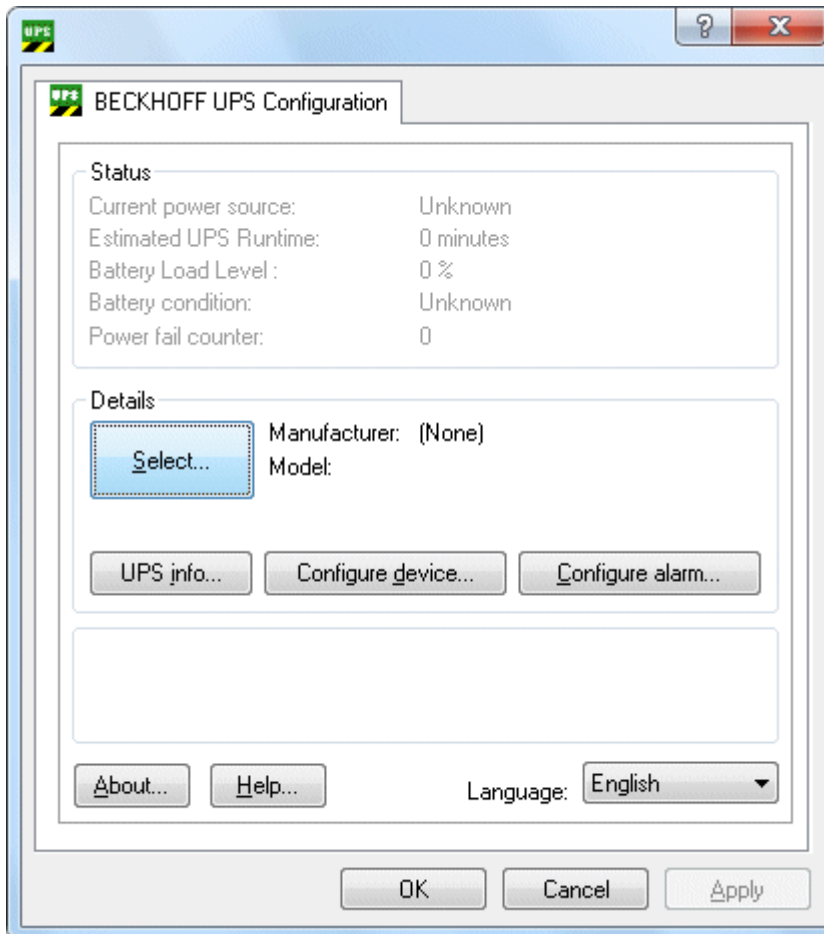 UPS
UPS BECKHOFF UPS Configuration
Status
Current power source: Unknown
Estimated UPS Runtime: 0 minutes
Battery Load Level : 0 %
Battery condition: Unknown
Power fail counter: 0
Details
Select... Manufacturer: (None)
Model:
UPS info... Configure device... Configure alarm...
About... Help... Language: English
OK Cancel Apply